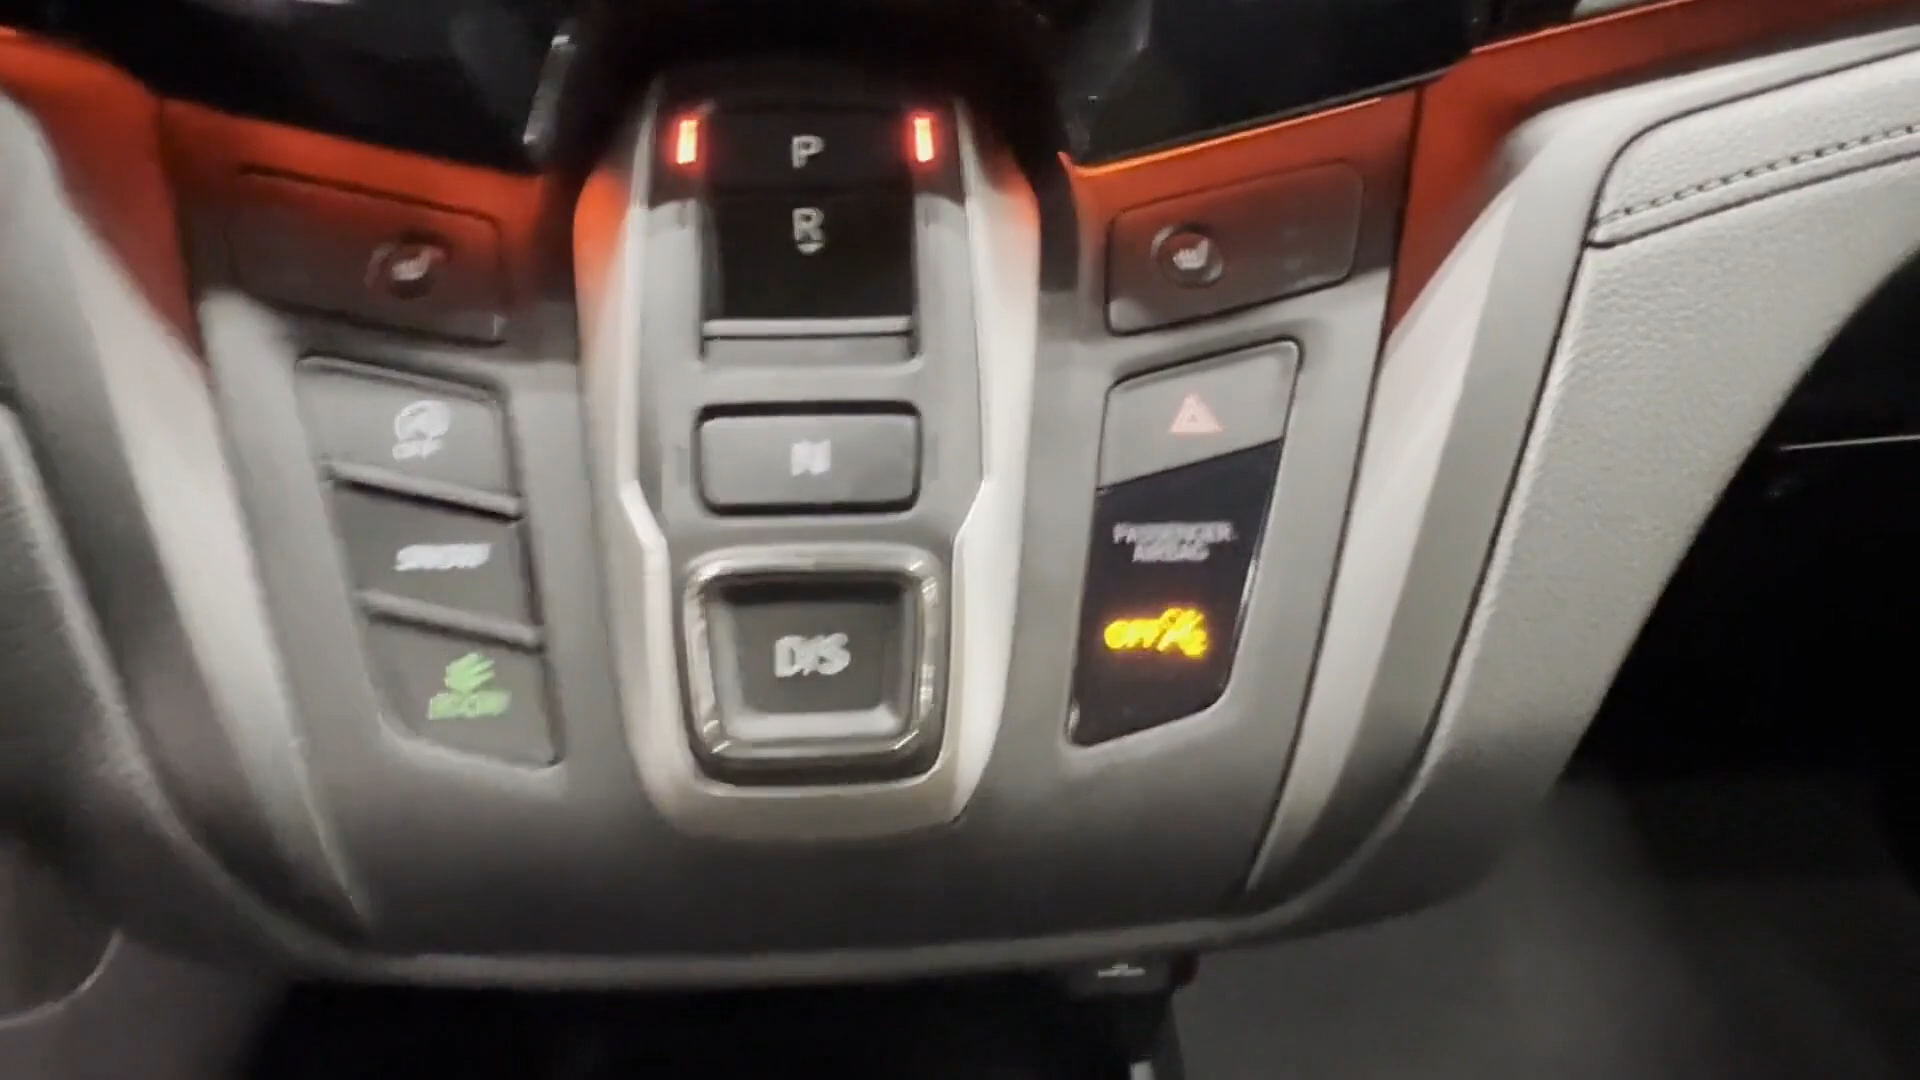 P
R
OFF
N
SNOW
PASSENGER
AIRBAG
OFF
D/S
ECON